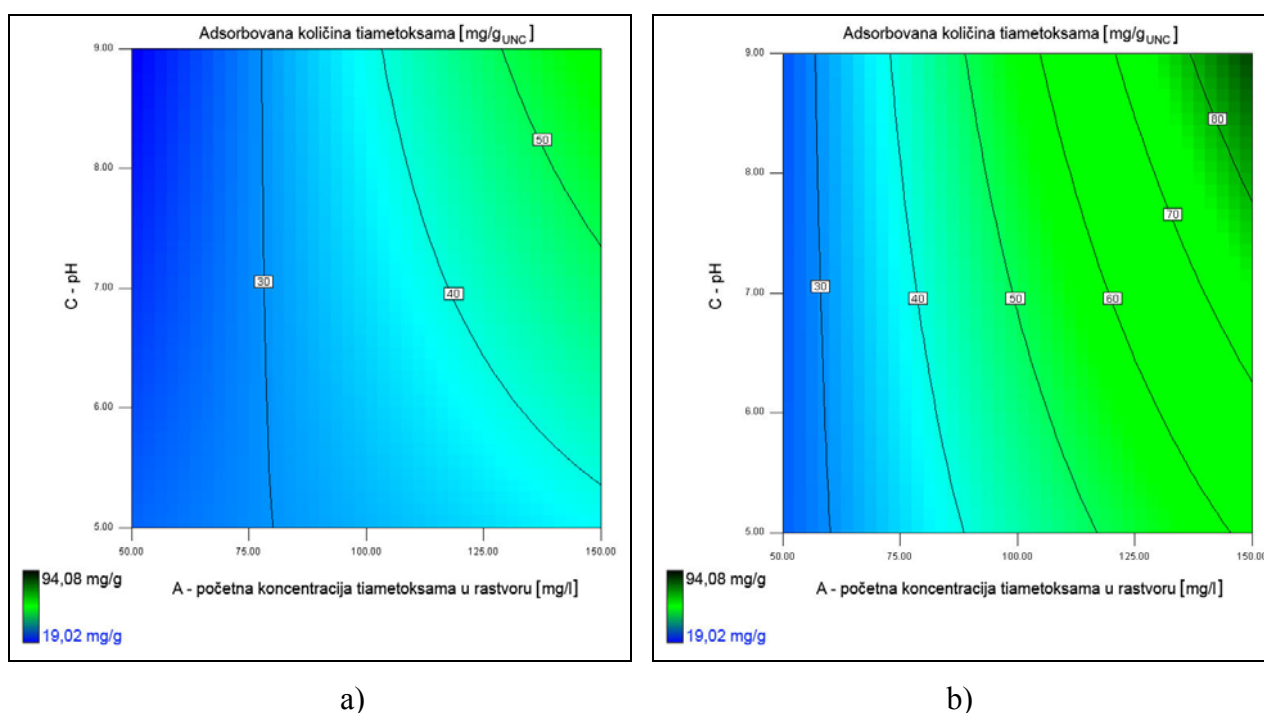 Adsorbovana količina tiametoksama [mg/gUNC]
9.00
8.00
7.00
6.00
5.00
C - pH
30
40
50
50.00
75.00
100.00
125.00
150.00
A - početna koncentracija tiametoksama u rastvoru [mg/l]
94,08 mg/g
19,02 mg/g
a)
Adsorbovana količina tiametoksama [mg/gUNC]
9.00
8.00
7.00
6.00
5.00
C - pH
30
40
50
60
70
80
50.00
75.00
100.00
125.00
150.00
A - početna koncentracija tiametoksama u rastvoru [mg/l]
94,08 mg/g
19,02 mg/g
b)